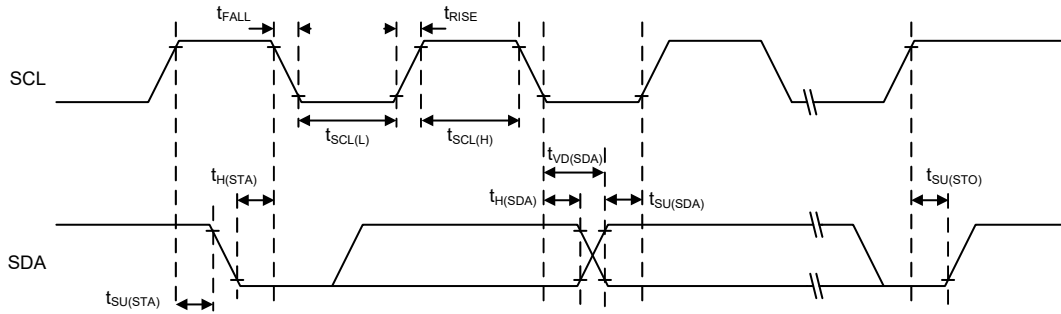 tFALL
tRISE
SCL
tSCL(L)
tSCL(H)
tVD(SDA)
tH(STA)
tH(SDA)
tSU(SDA)
tSU(STO)
SDA
tSU(STA)